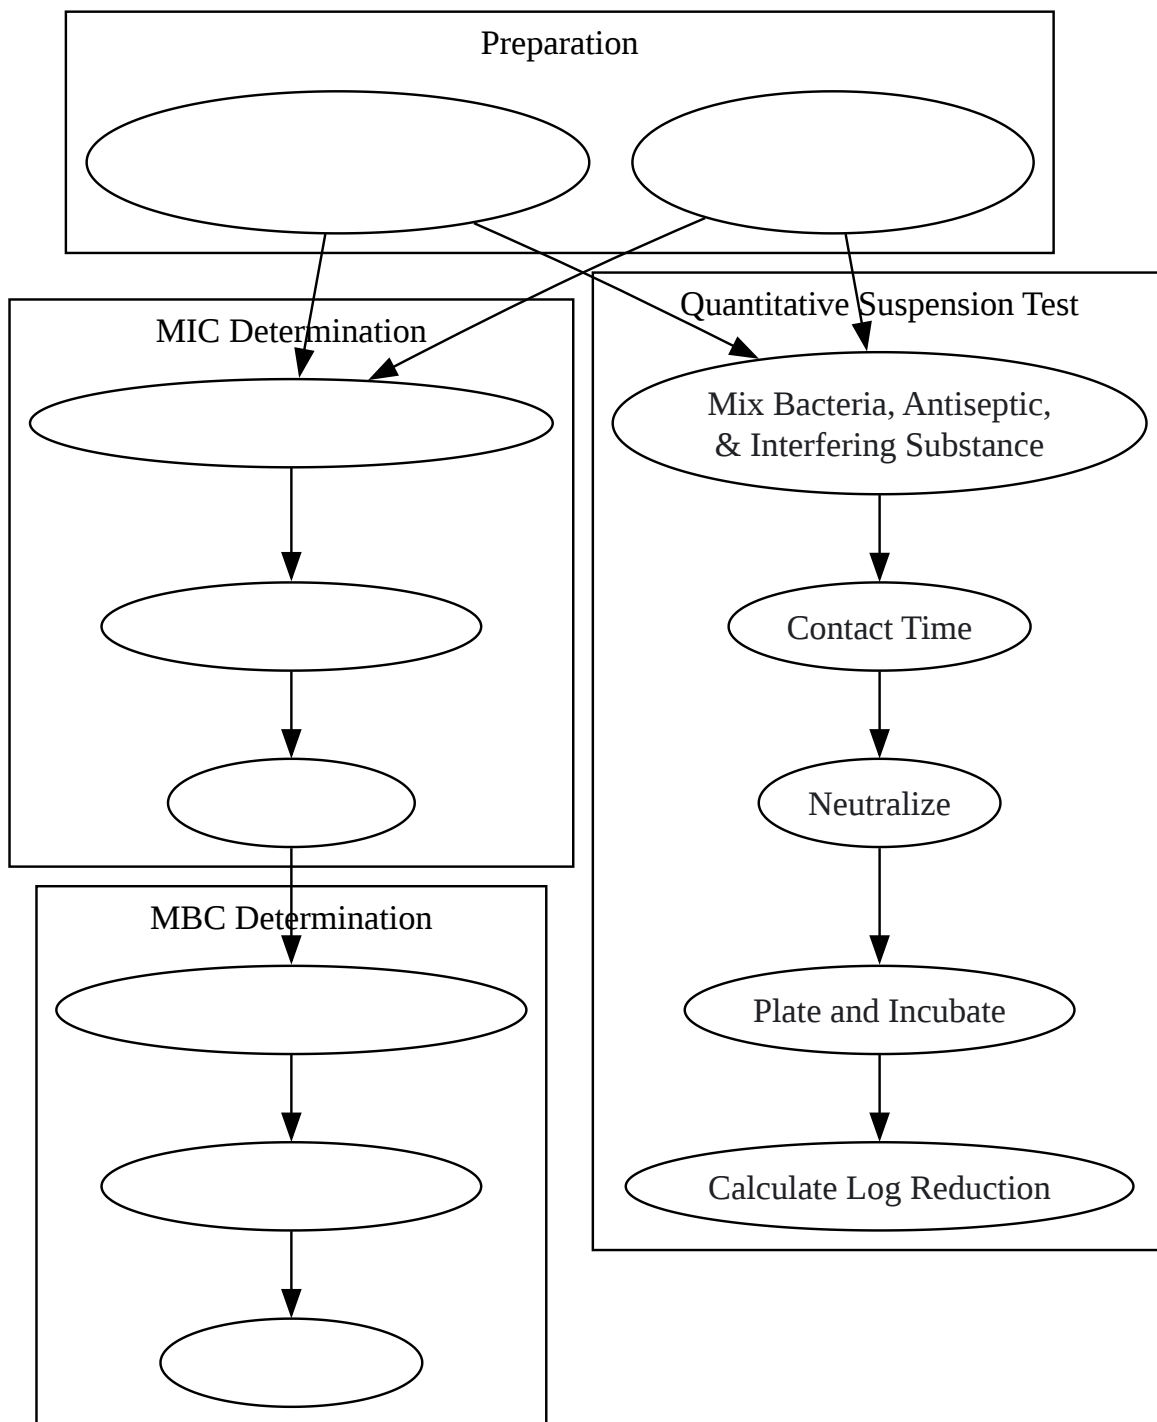 Preparation
MIC Determination
Quantitative Suspension Test
Mix Bacteria, Antiseptic,
& Interfering Substance
Contact Time
Neutralize
MBC Determination
Plate and Incubate
Calculate Log Reduction